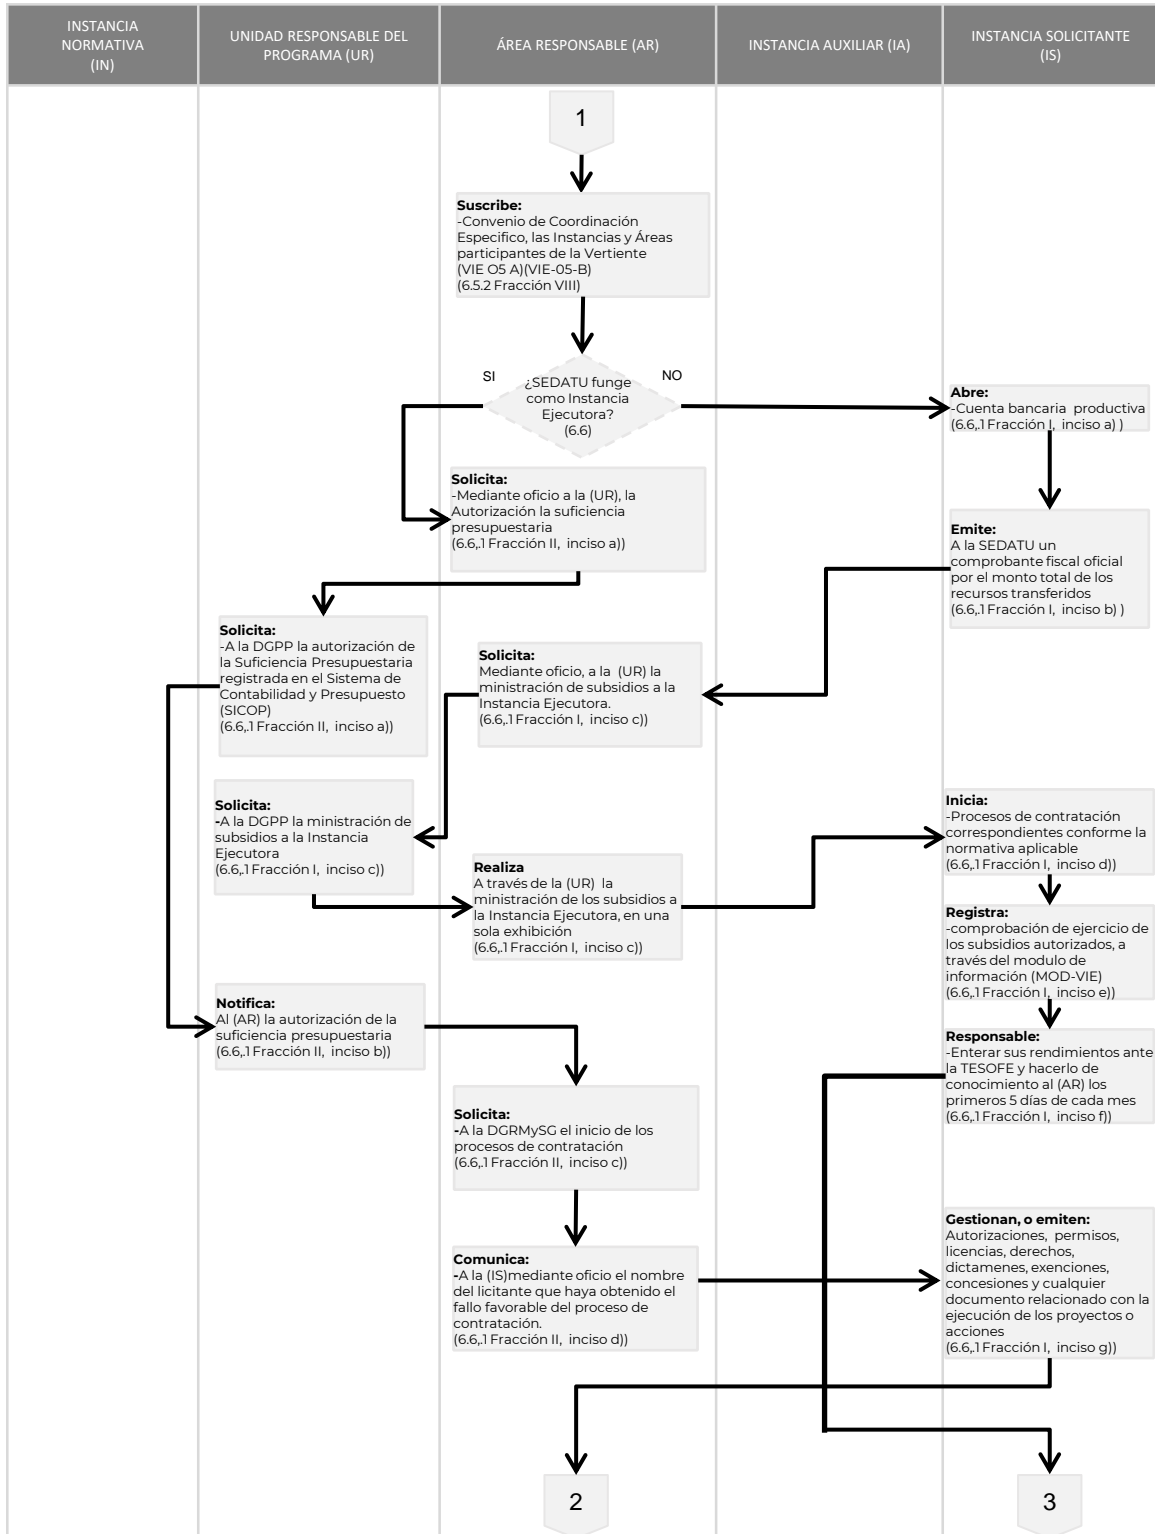 INSTANCIA
NORMATIVA
(IN)
UNIDAD RESPONSABLE DEL
PROGRAMA (UR)
ÁREA RESPONSABLE (AR)
INSTANCIA AUXILIAR (IA)
INSTANCIA SOLICITANTE
(IS)
1
Suscribe:
-Convenio de Coordinación
Especifico, las Instancias y Áreas
participantes de la Vertiente
(VIE O5 A)(VIE-05-B)
(6.5.2 Fracción VIII)
SI
¿SEDATU funge
como Instancia
Ejecutora?
(6.6)
NO
Abre:
-Cuenta bancaria productiva
(6.6,.1 Fracción I, inciso a) )
Solicita:
-Mediante oficio a la (UR), la
Autorización la suficiencia
presupuestaria
(6.6,.1 Fracción II, inciso a))
Emite:
A la SEDATU un
comprobante fiscal oficial
por el monto total de los
recursos transferidos
(6.6,.1 Fracción I, inciso b) )
Solicita:
-A la DGPP la autorización de
la Suficiencia Presupuestaria
registrada en el Sistema de
Contabilidad y Presupuesto
(SICOP)
(6.6,.1 Fracción II, inciso a))
Solicita:
Mediante oficio, a la (UR) la
ministración de subsidios a la
Instancia Ejecutora.
(6.6,.1 Fracción I, inciso c))
Solicita:
-A la DGPP la ministración de
subsidios a la Instancia
Ejecutora
(6.6,.1 Fracción I, inciso c))
Inicia:
-Procesos de contratación
correspondientes conforme la
normativa aplicable
(6.6,.1 Fracción I, inciso d))
Realiza
A través de la (UR) la
ministración de los subsidios a
la Instancia Ejecutora, en una
sola exhibición
(6.6,.1 Fracción I, inciso c))
Registra:
-comprobación de ejercicio de
los subsidios autorizados, a
través del modulo de
información (MOD-VIE)
(6.6,.1 Fracción I, inciso e))
Notifica:
Al (AR) la autorización de la
suficiencia presupuestaria
(6.6,.1 Fracción II, inciso b))
Responsable:
-Enterar sus rendimientos ante
la TESOFE y hacerlo de
conocimiento al (AR) los
primeros 5 días de cada mes
(6.6,.1 Fracción I, inciso f))
Solicita:
-A la DGRMySG el inicio de los
procesos de contratación
(6.6,.1 Fracción II, inciso c))
Comunica:
-A la (IS)mediante oficio el nombre
del licitante que haya obtenido el
fallo favorable del proceso de
contratación.
(6.6,.1 Fracción II, inciso d))
Gestionan, o emiten:
Autorizaciones, permisos,
licencias, derechos,
dictamenes, exenciones,
concesiones y cualquier
documento relacionado con la
ejecución de los proyectos o
acciones
(6.6,.1 Fracción I, inciso g))
2
3